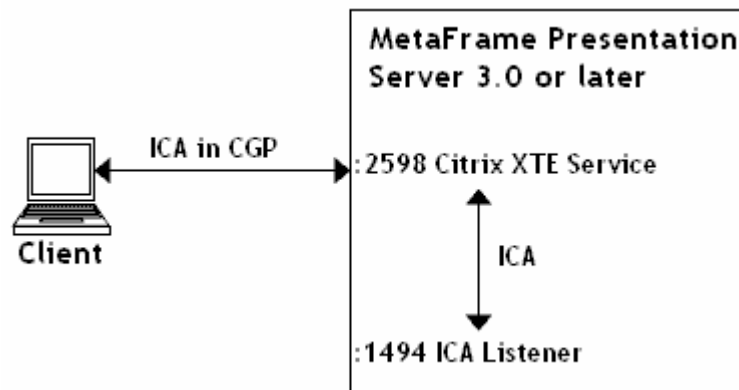 MetaFrame Presentation
Server 3.0 or later
ICA in CGP
:2598 Citrix XTE Service
Client
ICA
:1494 ICA Listener